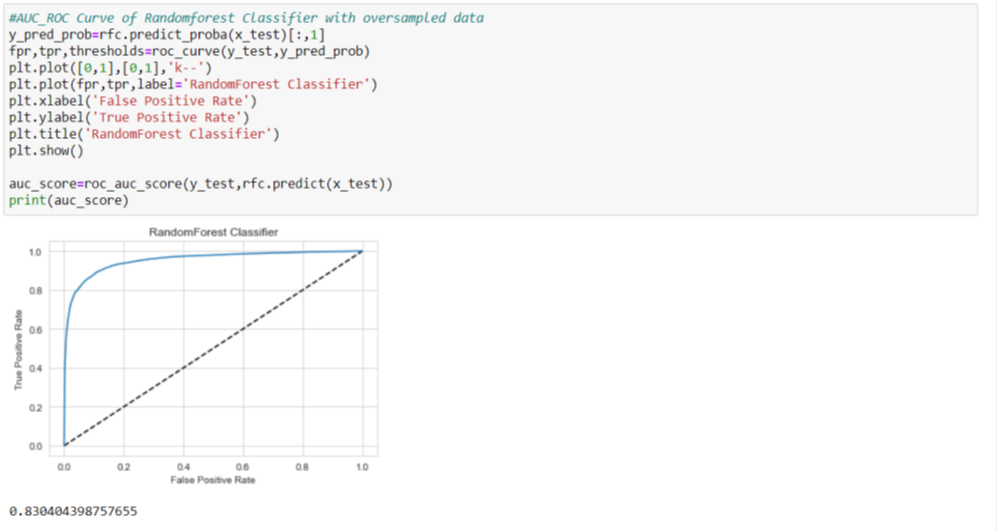 #AUC_ROC Curve of Randomforest Classifier with oversampled data
y_pred_prob=rfc.predict_proba(x_test)[:,1]
fpr,tpr,thresholds=roc_curve(y_test,y_pred_prob)
plt.plot([0,1],[0,1],'k--')
plt.plot(fpr,tpr,label='RandomForest Classifier')
plt.xlabel('False Positive Rate')
plt.ylabel('True Positive Rate')
plt.title('RandomForest Classifier')
plt.show()
auc_score=roc_auc_score(y_test,rfc.predict(x_test))
print(auc_score)
RandomForest Classifier
1.0
0.8
0.6
0.4
0.2
0.0
True Positive Rate
0.0 0.2 0.4 0.6 0.8 1.0
False Positive Rate
0.830404398757655